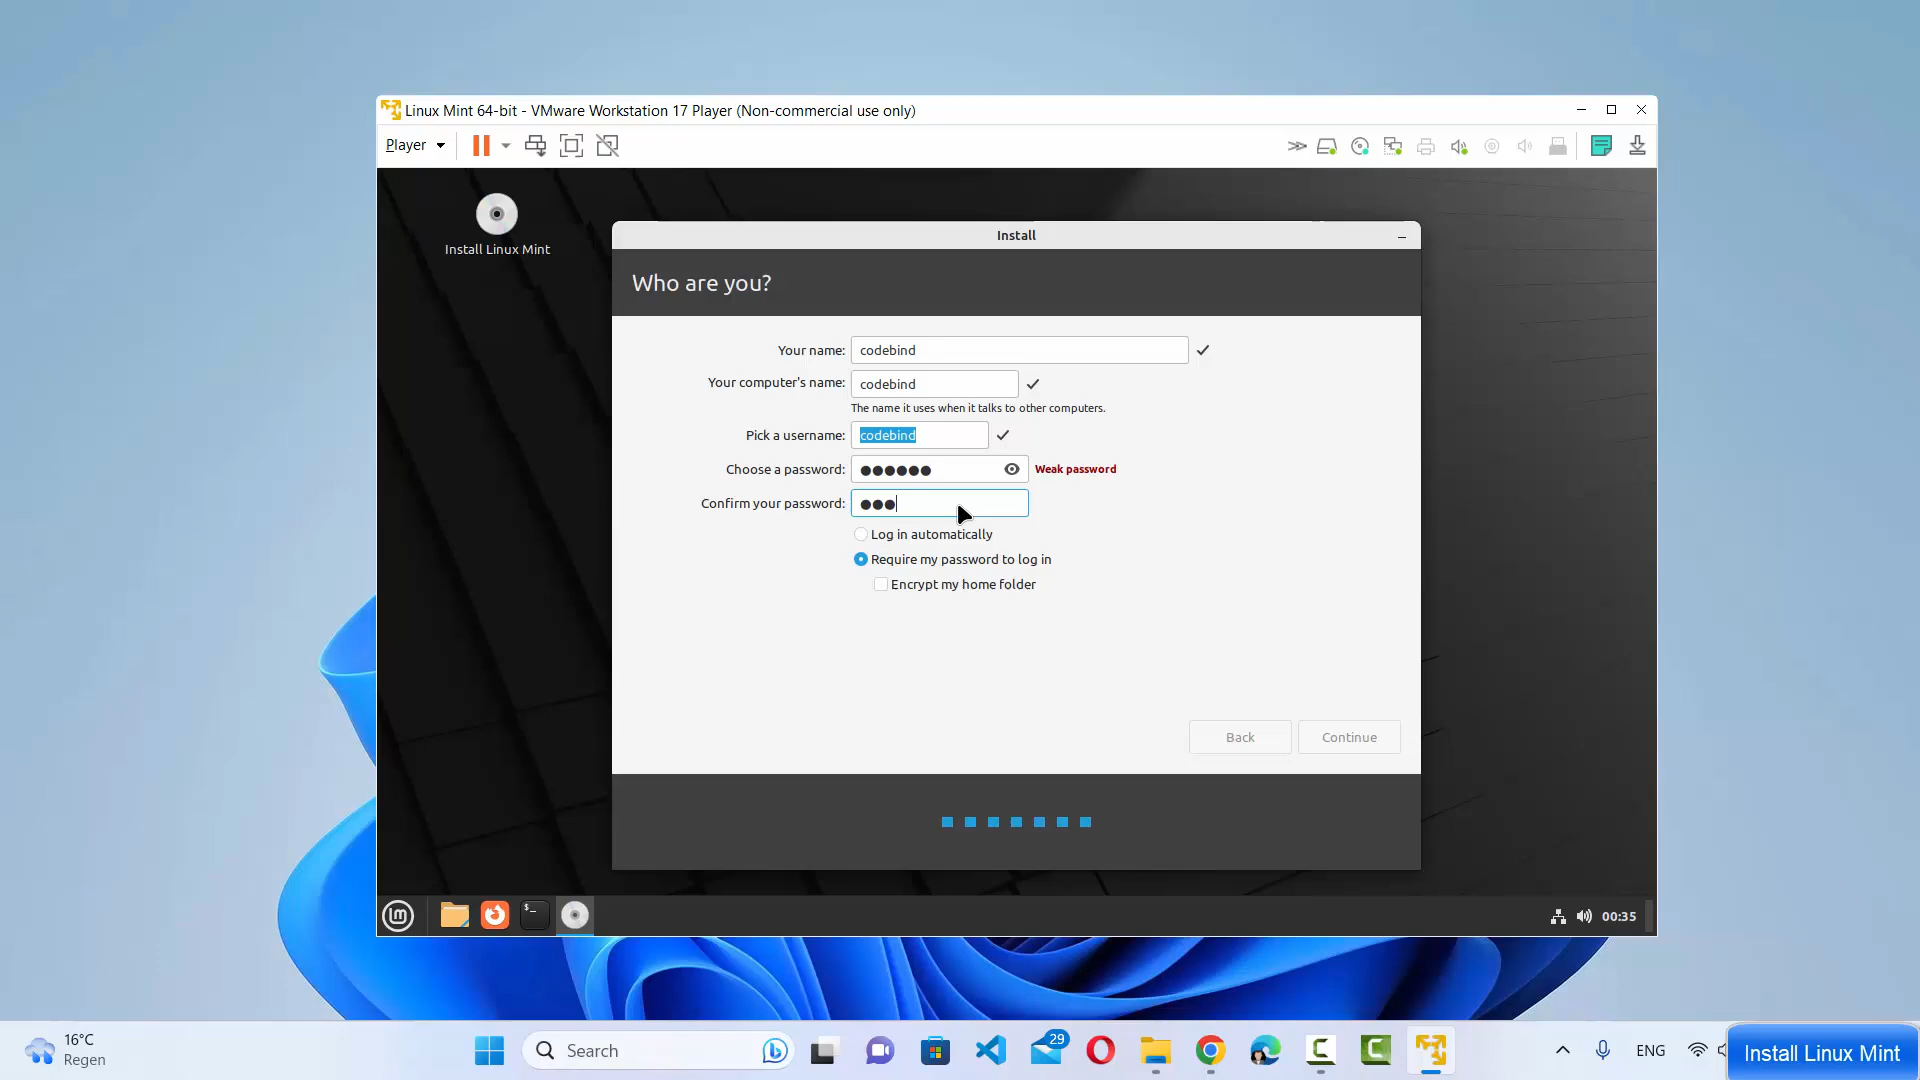 Linux Mint 64-bit - VMware Workstation 17 Player (Non-commercial use only)
Player
Install Linux Mint
Install
Who are you?
Your name: codebind
Your computer's name: codebind
The name it uses when it talks to other computers.
Pick a username: codebind
Choose a password: ●●●●●● Weak password
Confirm your password: ●●●
Log in automatically
Require my password to log in
Encrypt my home folder
Back Continue
00:35
16°C
Regen
Search
29
ENG
Install Linux Mint